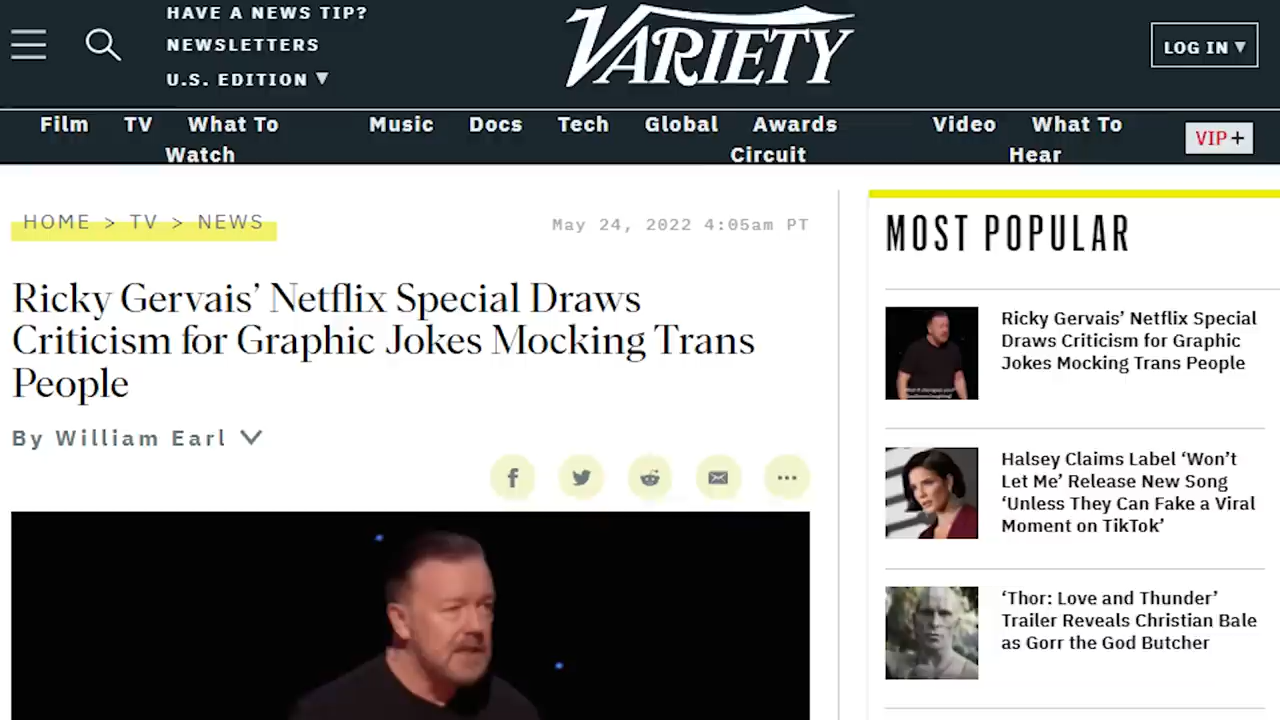 HAVE A NEWS TIP?
NEWSLETTERS
U.S. EDITION
VARIETY
LOG IN
Film TV What To Watch Music Docs Tech Global Awards Circuit Video What To Hear VIP+
HOME > TV > NEWS
May 24, 2022 4:05am PT
Ricky Gervais’ Netflix Special Draws
Criticism for Graphic Jokes Mocking Trans
People
By William Earl
MOST POPULAR
Ricky Gervais’ Netflix Special
Draws Criticism for Graphic
Jokes Mocking Trans People
Halsey Claims Label ‘Won’t
Let Me’ Release New Song
‘Unless They Can Fake a Viral
Moment on TikTok’
‘Thor: Love and Thunder’
Trailer Reveals Christian Bale
as Gorr the God Butcher